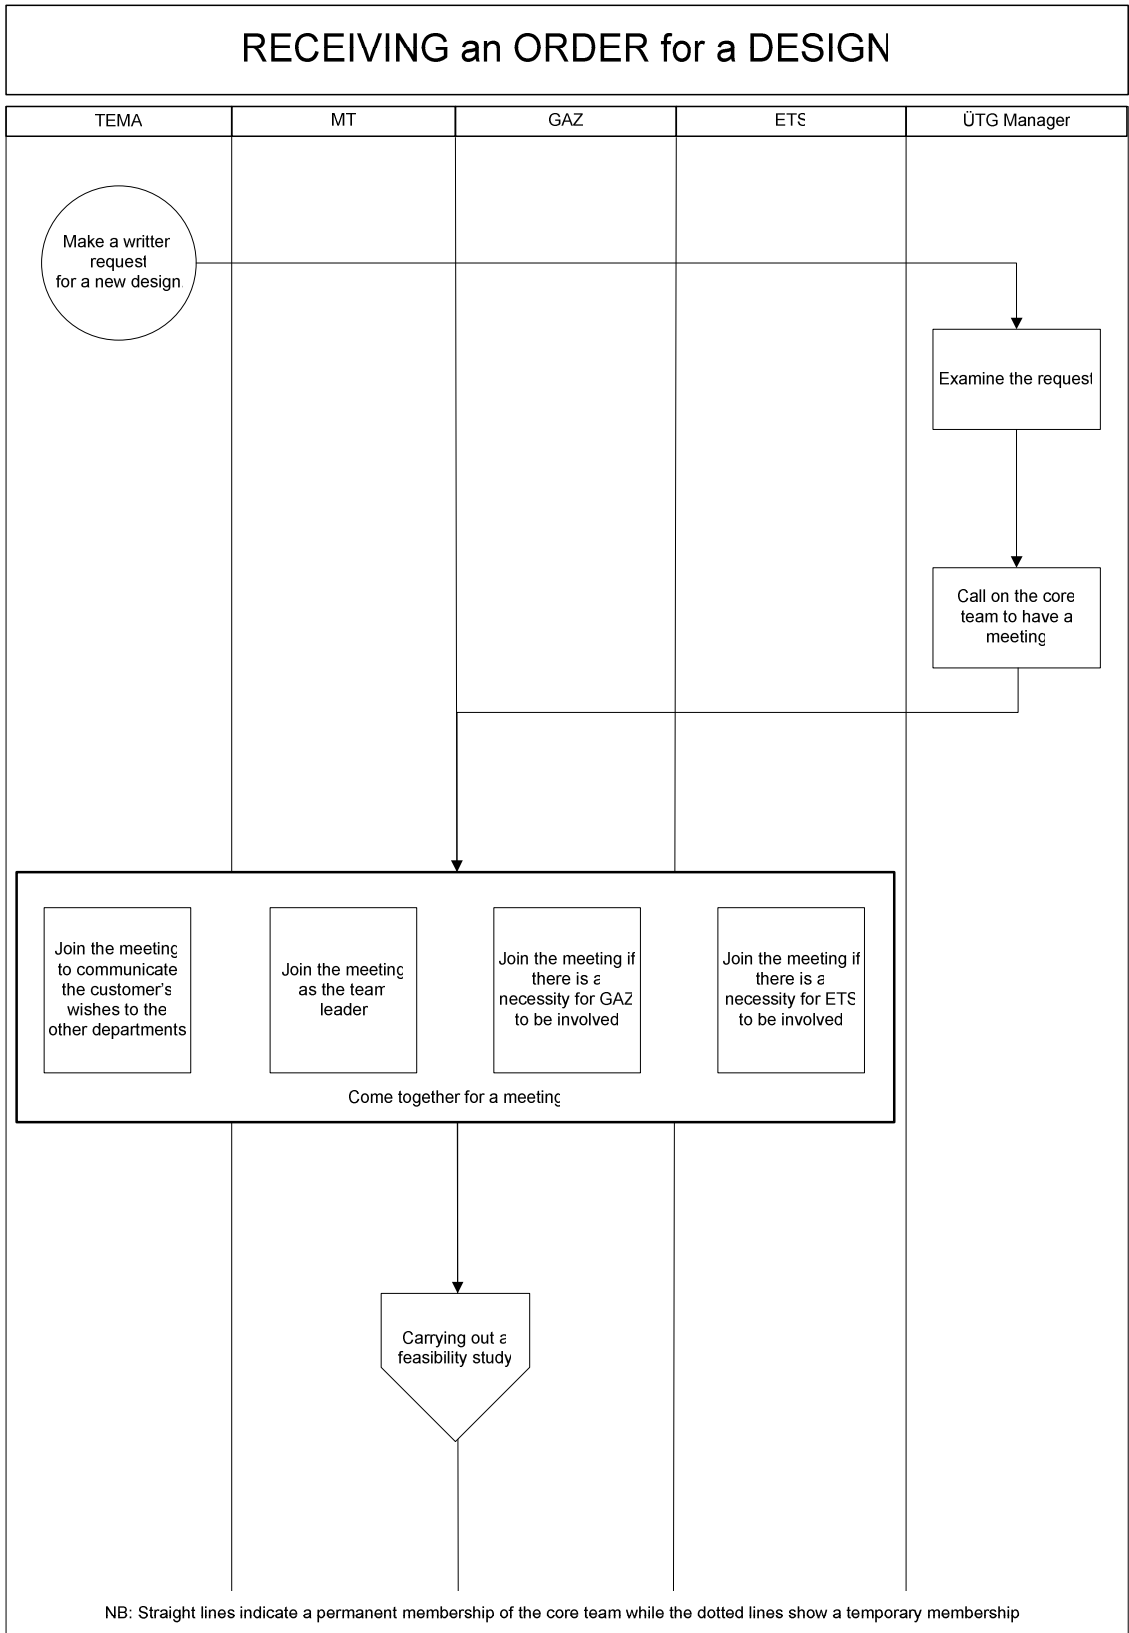 RECEIVING an ORDER for a DESIGN
TEMA
MT
GAZ
ETS
ÜTG Manager
Make a writter
request
for a new design
Examine the request
Call on the core
team to have a
meeting
Join the meeting
to communicate
the customer's
wishes to the
other departments
Join the meeting
as the team
leader
Join the meeting if
there is a
necessity for GAZ
to be involved
Join the meeting if
there is a
necessity for ETS
to be involved
Come together for a meeting
Carrying out a
feasibility study
NB: Straight lines indicate a permanent membership of the core team while the dotted lines show a temporary membership